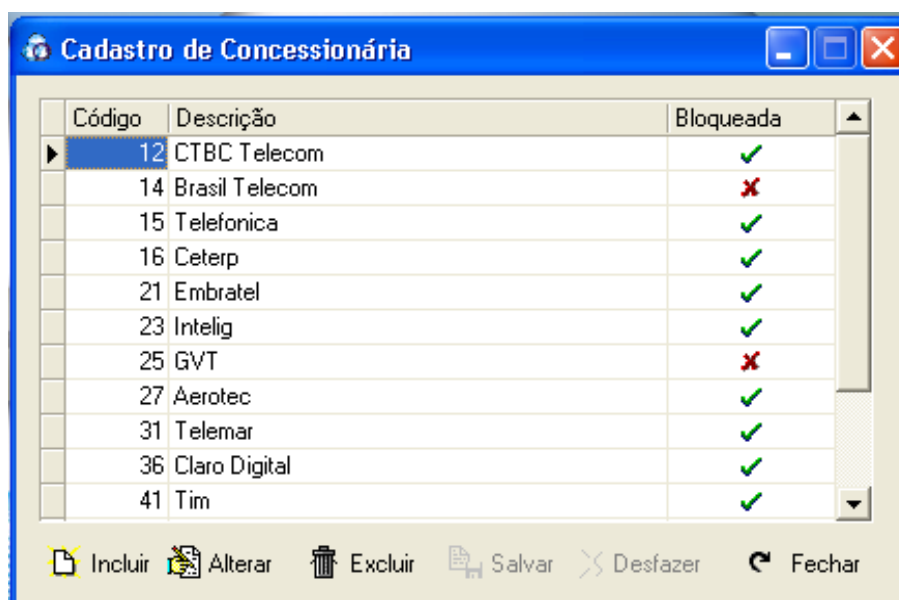 Cadastro de Concessionária
Código Descrição Bloqueada
12 CTBC Telecom
14 Brasil Telecom
15 Telefonica
16 Ceterp
21 Embratel
23 Intelig
25 GVT
27 Aerotec
31 Telemar
36 Claro Digital
41 Tim
Incluir Alterar Excluir Salvar Desfazer Fechar